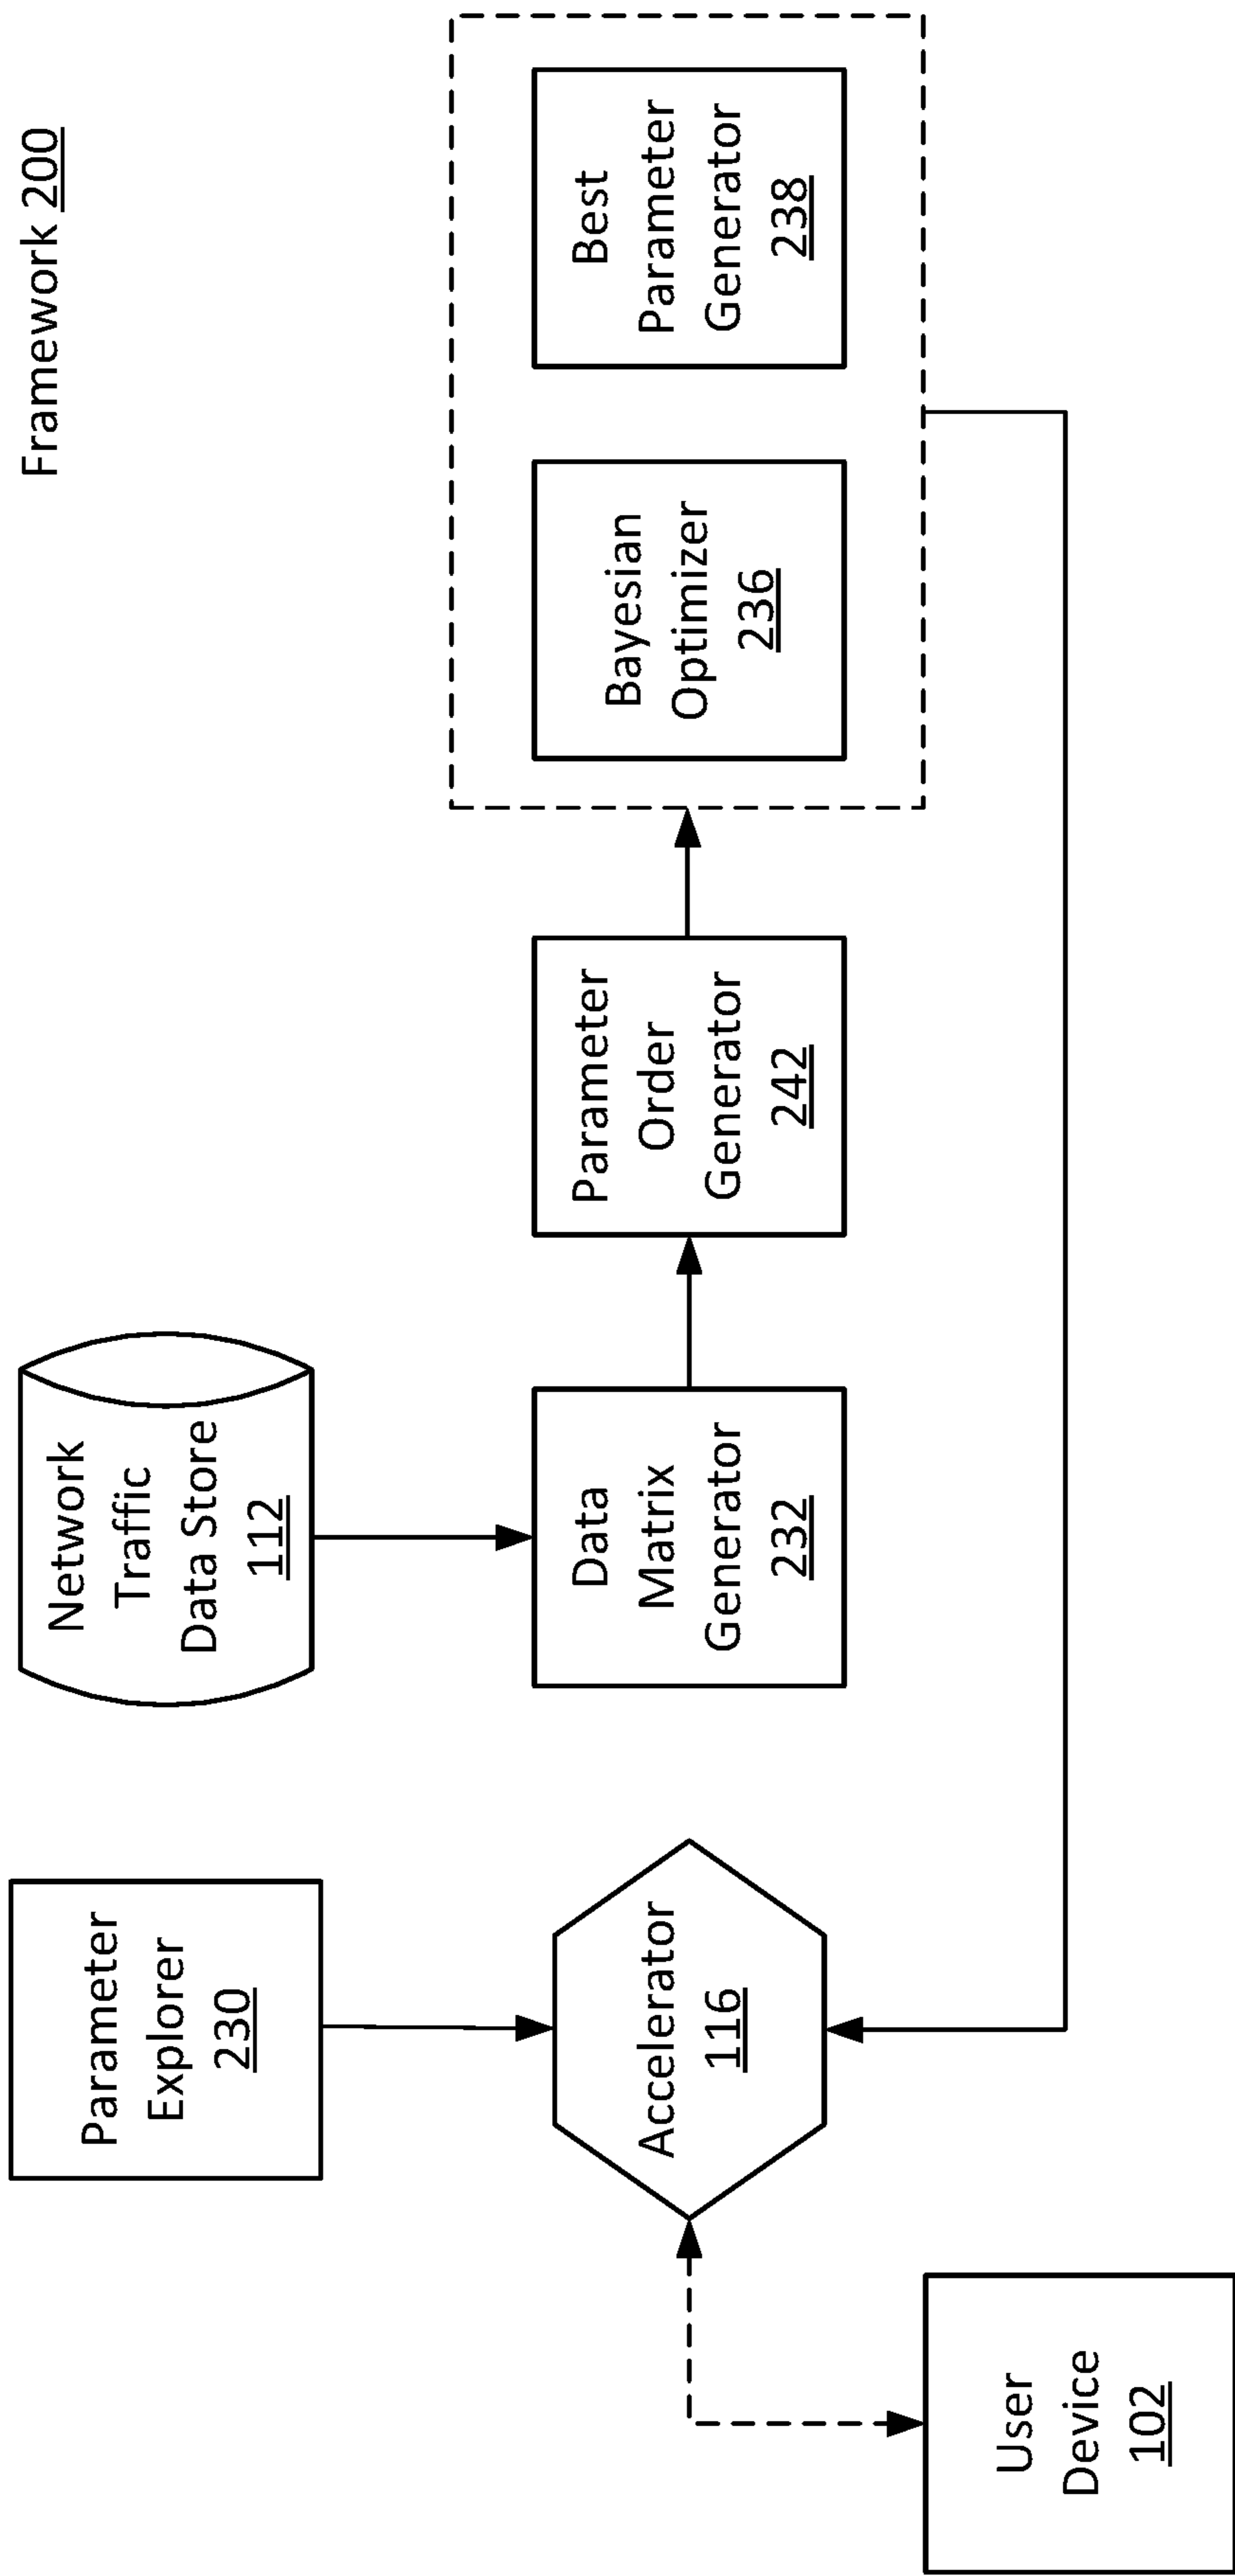 Framework 200
Parameter
Explorer
230
Network
Traffic
Data Store
112
Accelerator
116
Data
Matrix
Generator
232
Parameter
Order
Generator
242
Bayesian
Optimizer
236
Best
Parameter
Generator
238
User
Device
102